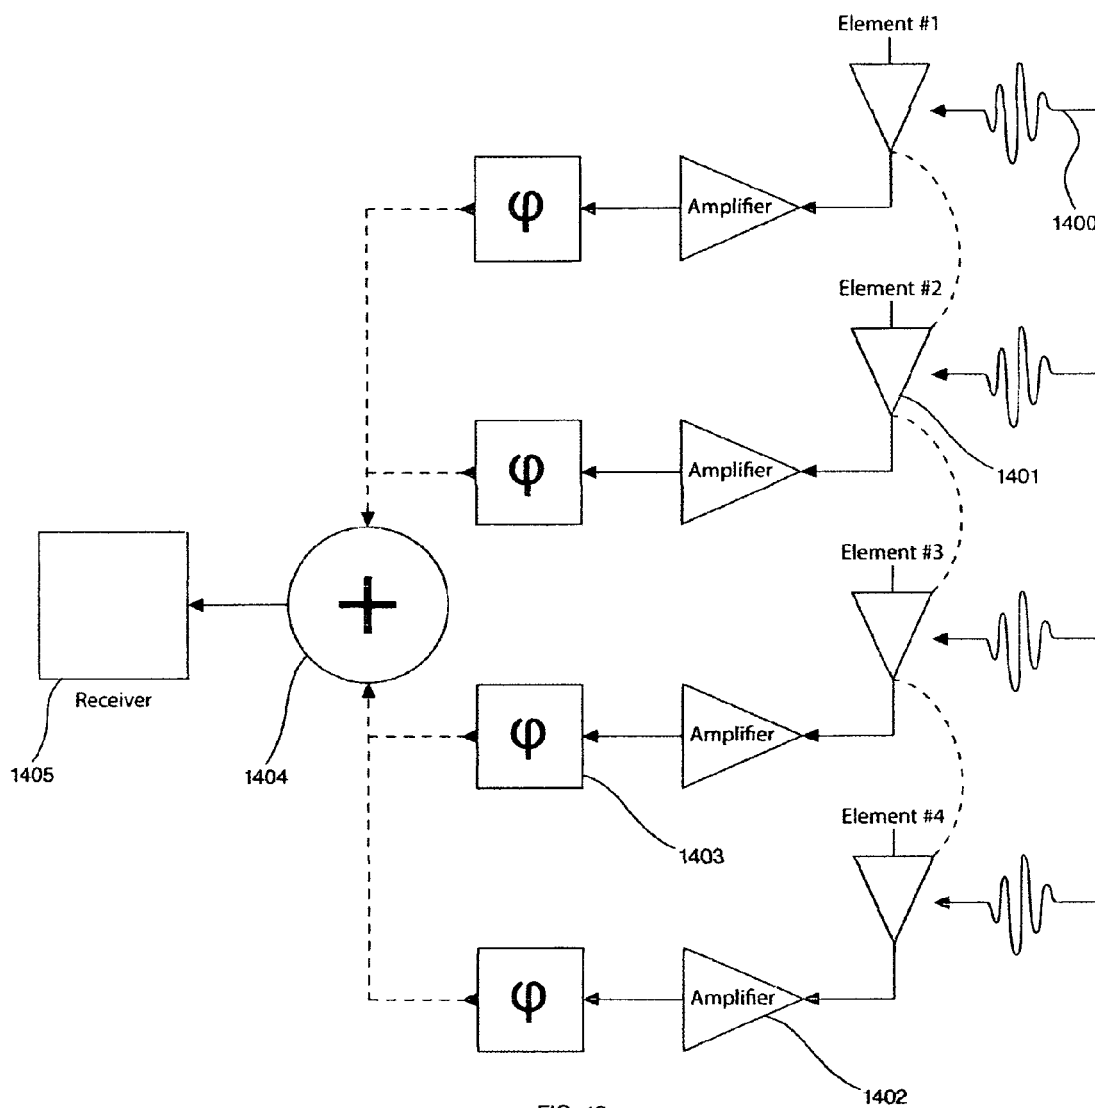 Element #1
1400
φ
Amplifier
Element #2
1401
φ
Amplifier
Element #3
+
Receiver
1405
1404
φ
Amplifier
1403
Element #4
φ
Amplifier
1402